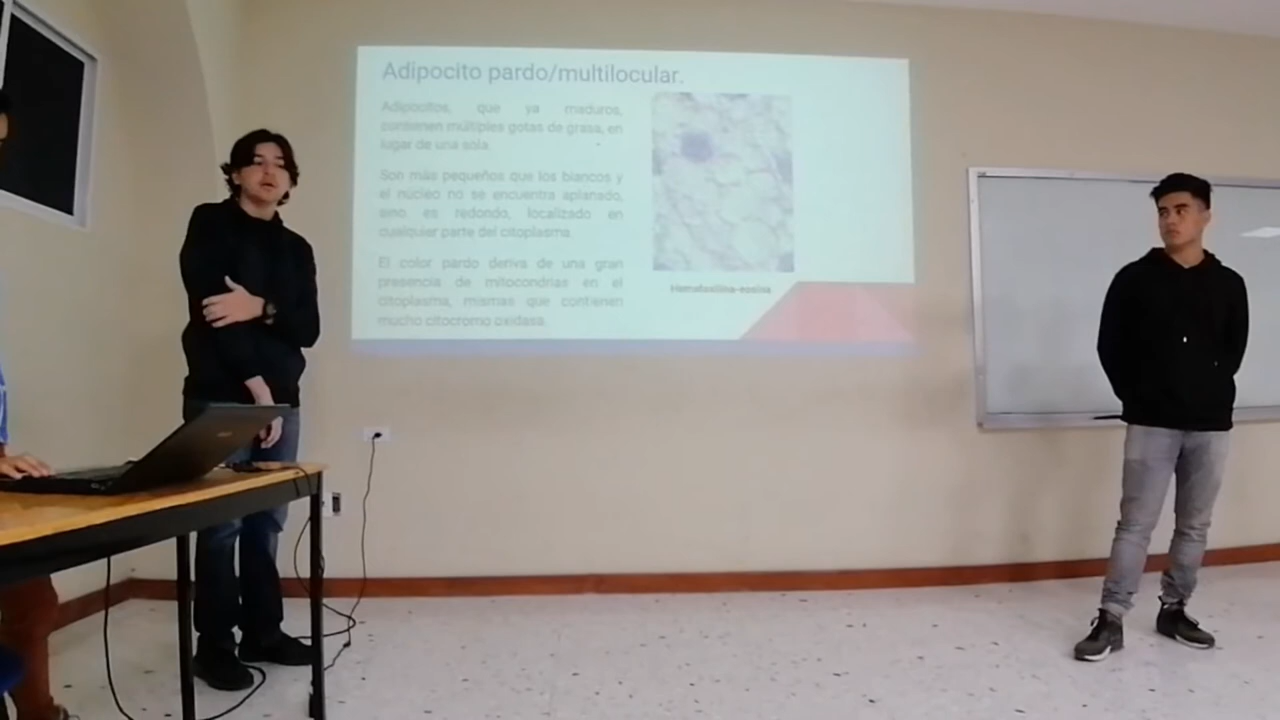 Adipocito pardo/multilocular.
Adipocitos, que ya maduros,
contienen múltiples gotas de grasa, en
lugar de una sola.
Son más pequeños que los blancos y
el núcleo no se encuentra aplanado,
sino es redondo, localizado en
cualquier parte del citoplasma.
El color pardo deriva de una gran
presencia de mitocondrias en el
citoplasma, mismas que contienen
mucho citocromo oxidasa.
Hematoxilina-eosina